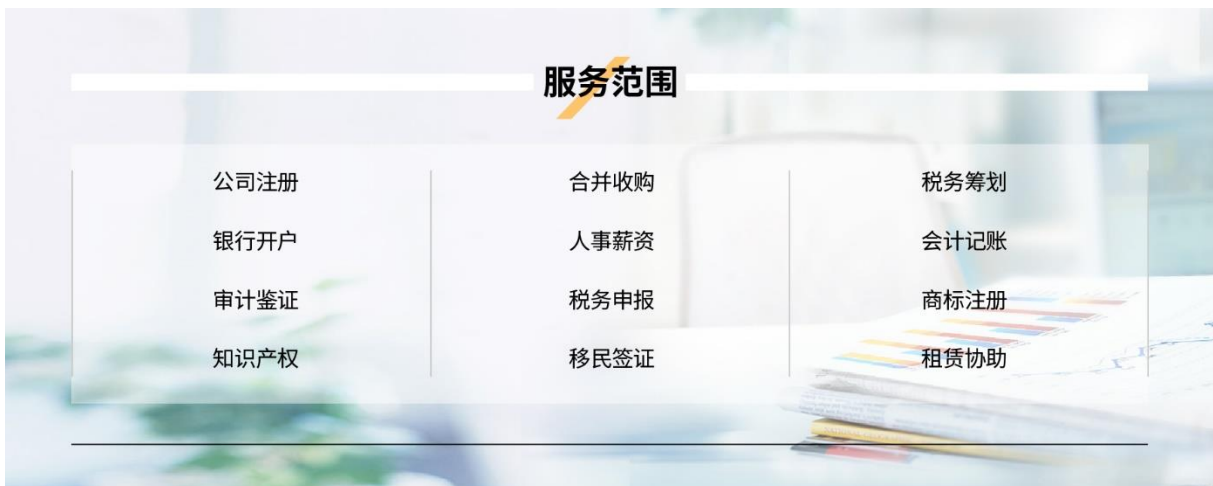 服务范围
公司注册 合并收购 税务筹划
银行开户 人事薪资 会计记账
审计鉴证 税务申报 商标注册
知识产权 移民签证 租赁协助